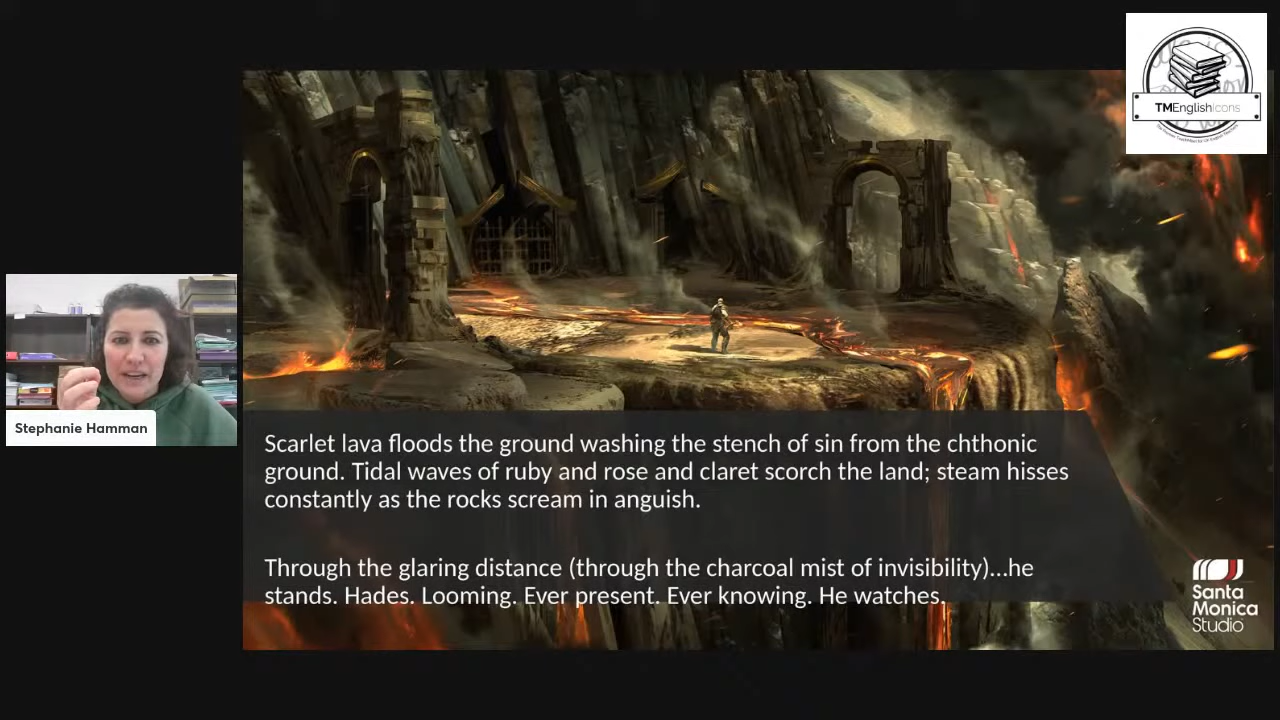 TMEnglishIcons
Stephanie Hamman
Scarlet lava floods the ground washing the stench of sin from the chthonic
ground. Tidal waves of ruby and rose and claret scorch the land; steam hisses
constantly as the rocks scream in anguish.
Through the glaring distance (through the charcoal mist of invisibility)...he
stands. Hades. Looming. Ever present. Ever knowing. He watches.
Santa
Monica
Studio